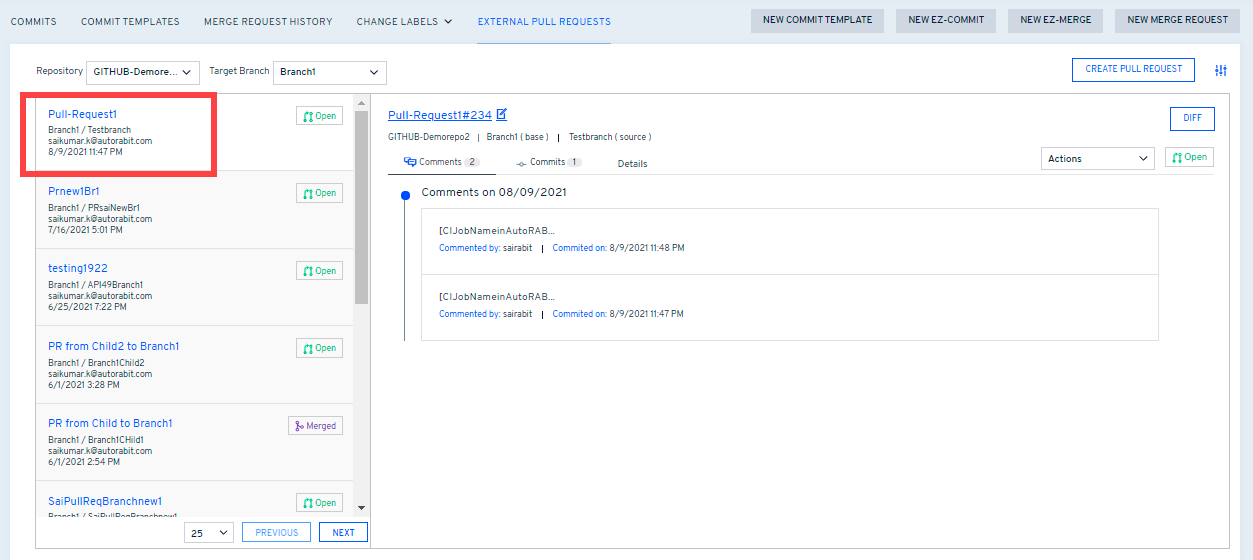 COMMITS COMMIT TEMPLATES MERGE REQUEST HISTORY CHANGE LABELS EXTERNAL PULL REQUESTS NEW COMMIT TEMPLATE NEW EZ-COMMIT NEW EZ-MERGE NEW MERGE REQUEST
Repository GITHUB-Demorepo... Target Branch Branch1 CREATE PULL REQUEST
Pull-Request1 Open
Branch1 / Testbranch
saikumar.k@autorabit.com
8/9/2021 11:47 PM
Prnew1Br1 Open
Branch1 / PRsaiNewBr1
saikumar.k@autorabit.com
7/16/2021 5:01 PM
testing1922 Open
Branch1 / API49Branch1
saikumar.k@autorabit.com
6/25/2021 7:22 PM
PR from Child2 to Branch1 Open
Branch1 / Branch1Child2
saikumar.k@autorabit.com
6/1/2021 3:28 PM
PR from Child to Branch1 Merged
Branch1 / Branch1CHild1
saikumar.k@autorabit.com
6/1/2021 2:54 PM
SaiPullReqBranchnew1 Open
Branch1 / SaiPullReqBranchnew1
25 PREVIOUS NEXT
Pull-Request1#234 DIFF
GITHUB-Demorepo2 | Branch1 ( base ) | Testbranch ( source )
Comments 2 Commits 1 Details Actions Open
Comments on 08/09/2021
[CIJobNameinAutoRAB...
Commented by: sairabit | Commited on: 8/9/2021 11:48 PM
[CIJobNameinAutoRAB...
Commented by: sairabit | Commited on: 8/9/2021 11:47 PM